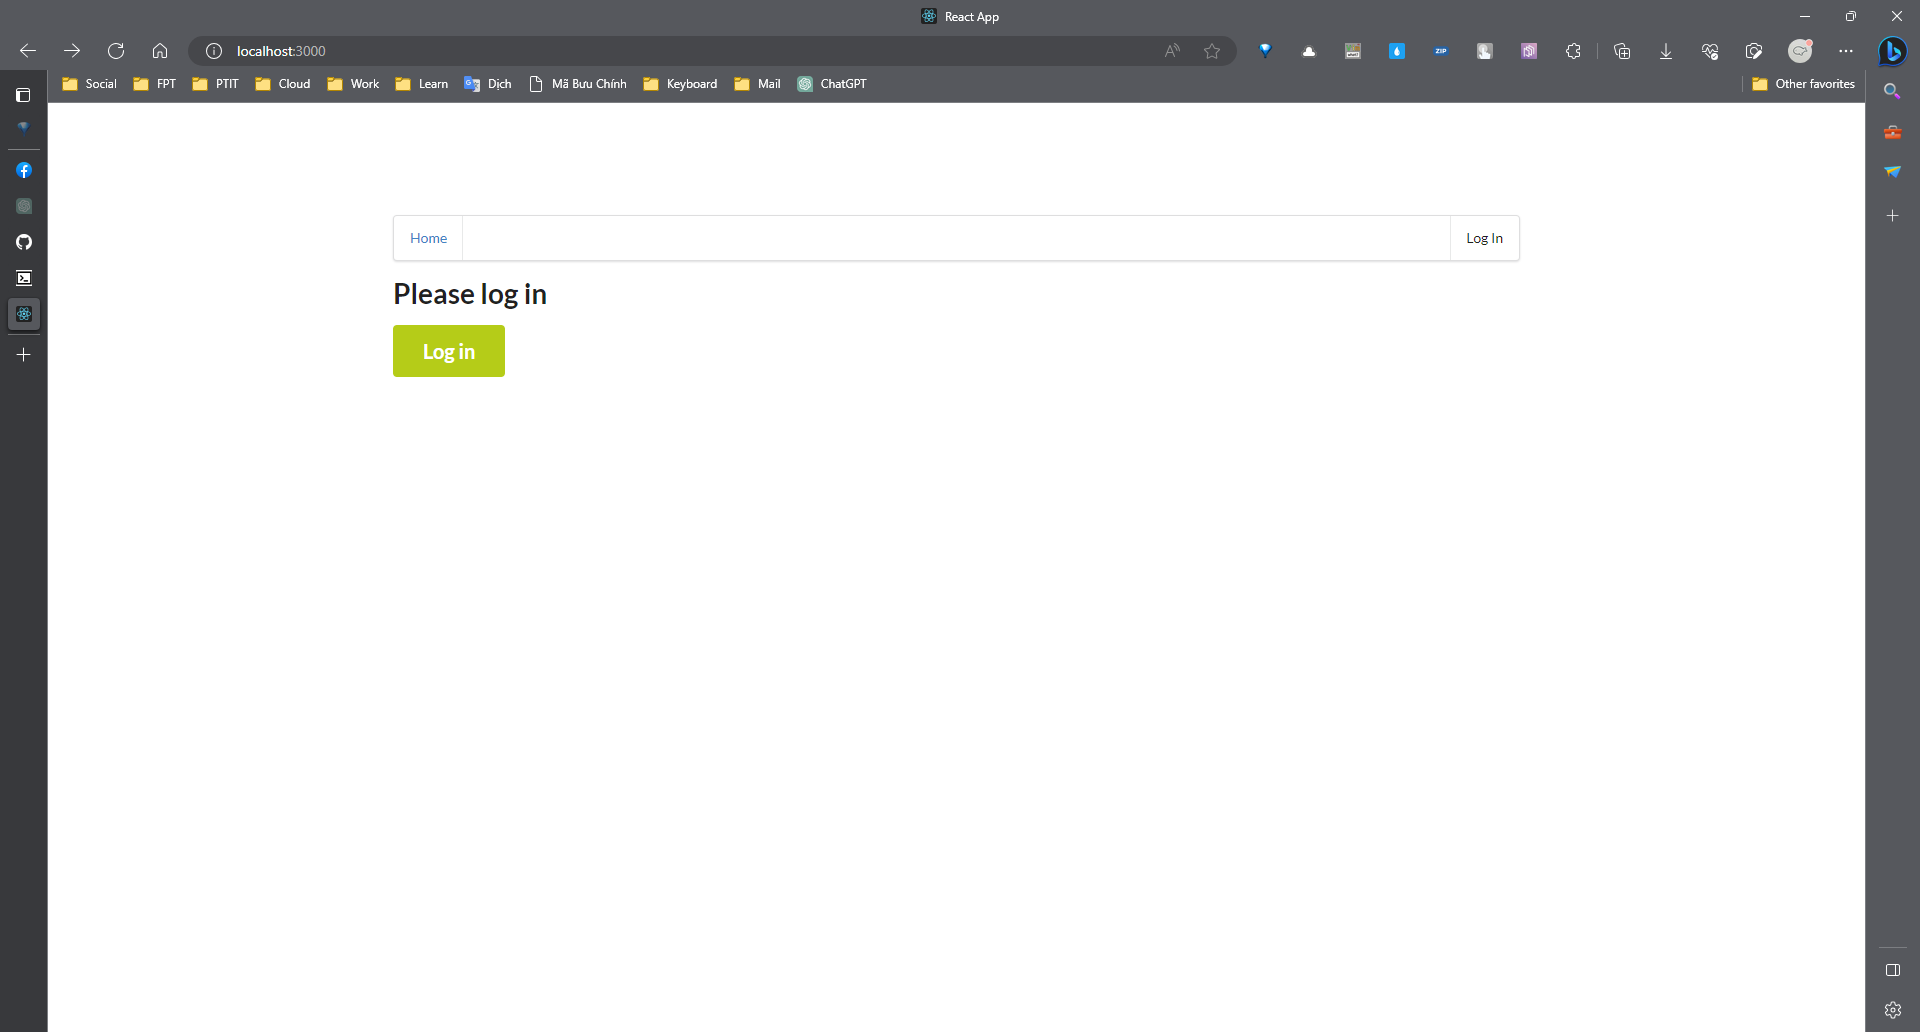 React App
localhost:3000
ZIP
Social FPT PTIT Cloud Work Learn Dịch Mã Bưu Chính Keyboard Mail ChatGPT Other favorites
Home Log In
Please log in
Log in